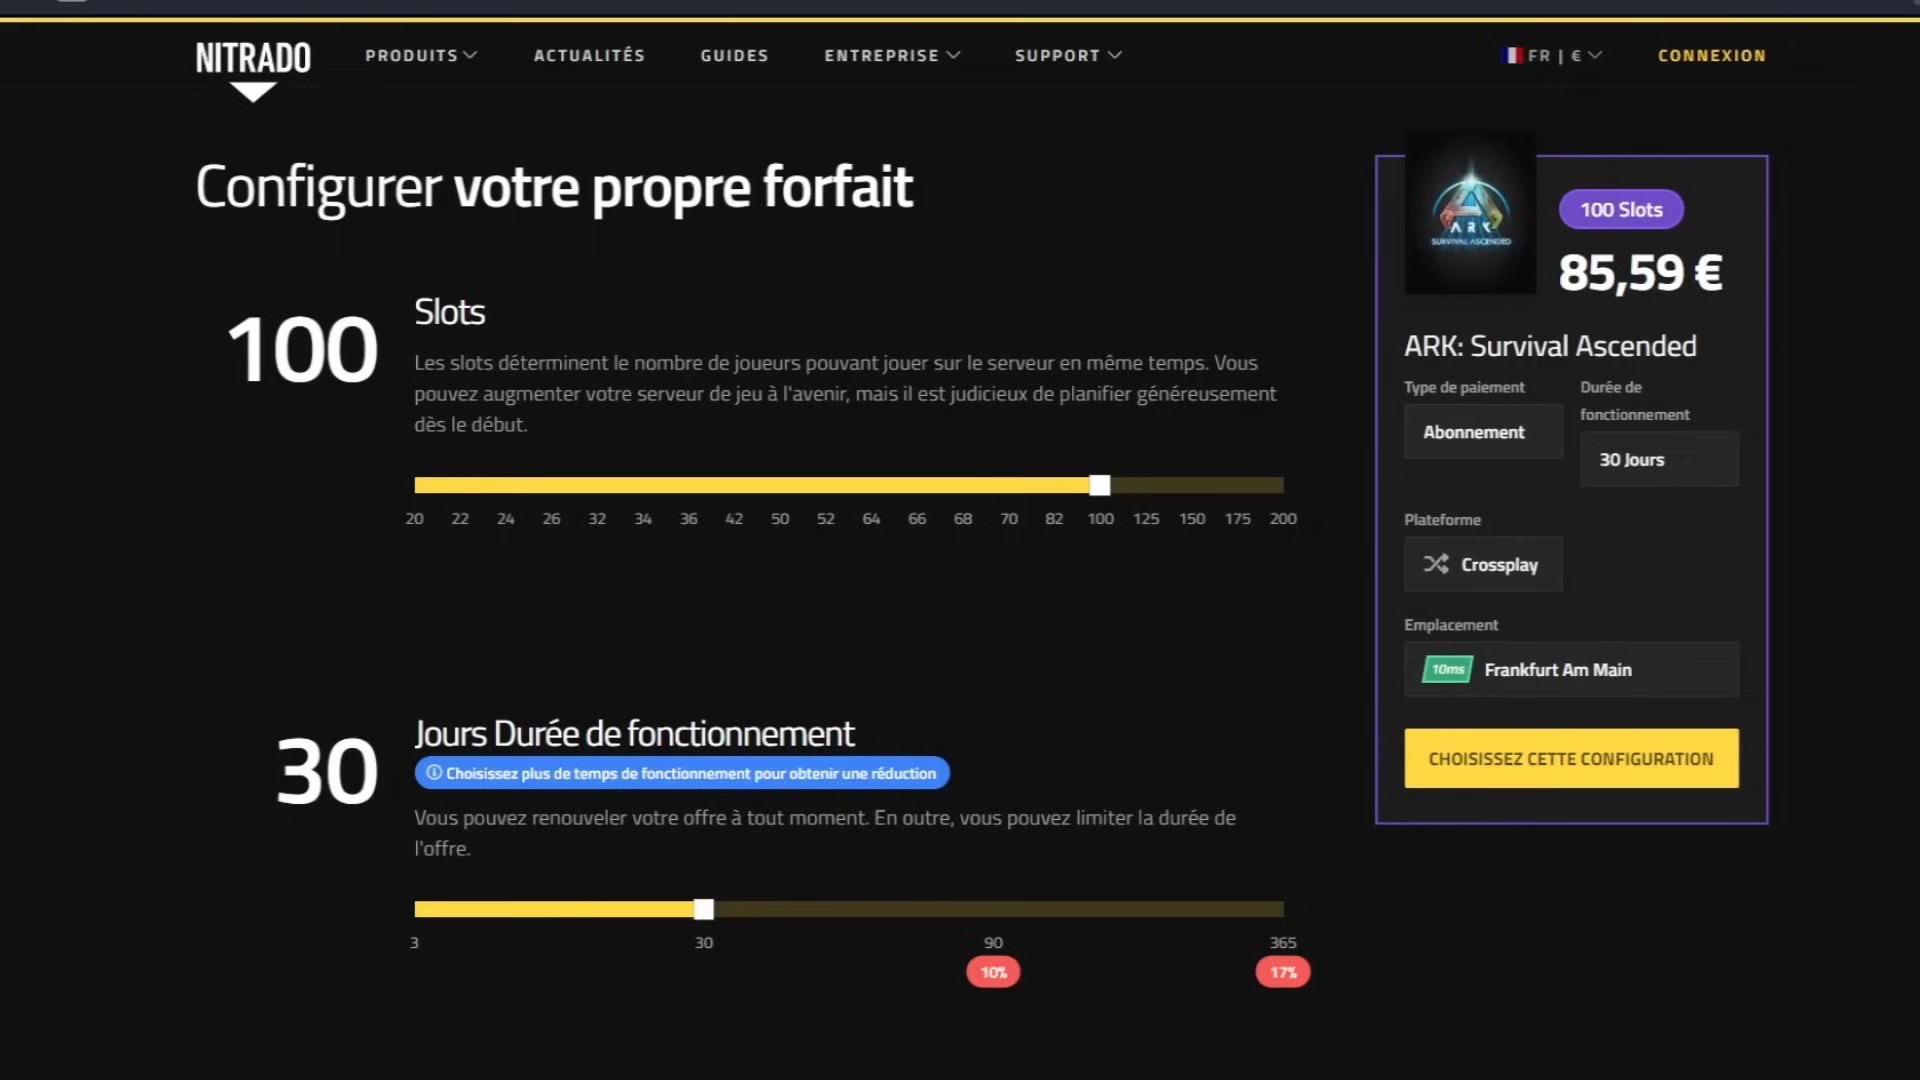 NITRADO
PRODUITS
ACTUALITÉS
GUIDES
ENTREPRISE
SUPPORT
FR | €
CONNEXION
Configurer votre propre forfait
100
Slots
Les slots déterminent le nombre de joueurs pouvant jouer sur le serveur en même temps. Vous
pouvez augmenter votre serveur de jeu à l'avenir, mais il est judicieux de planifier généreusement
dès le début.
20 22 24 26 32 34 36 42 50 52 64 66 68 70 82 100 125 150 175 200
30
Jours Durée de fonctionnement
Choisissez plus de temps de fonctionnement pour obtenir une réduction
Vous pouvez renouveler votre offre à tout moment. En outre, vous pouvez limiter la durée de
l'offre.
3 30 90 365
10% 17%
ARK
SURVIVAL ASCENDED
100 Slots
85,59 €
ARK: Survival Ascended
Type de paiement
Abonnement
Durée de
fonctionnement
30 Jours
Plateforme
Crossplay
Emplacement
10ms Frankfurt Am Main
CHOISISSEZ CETTE CONFIGURATION